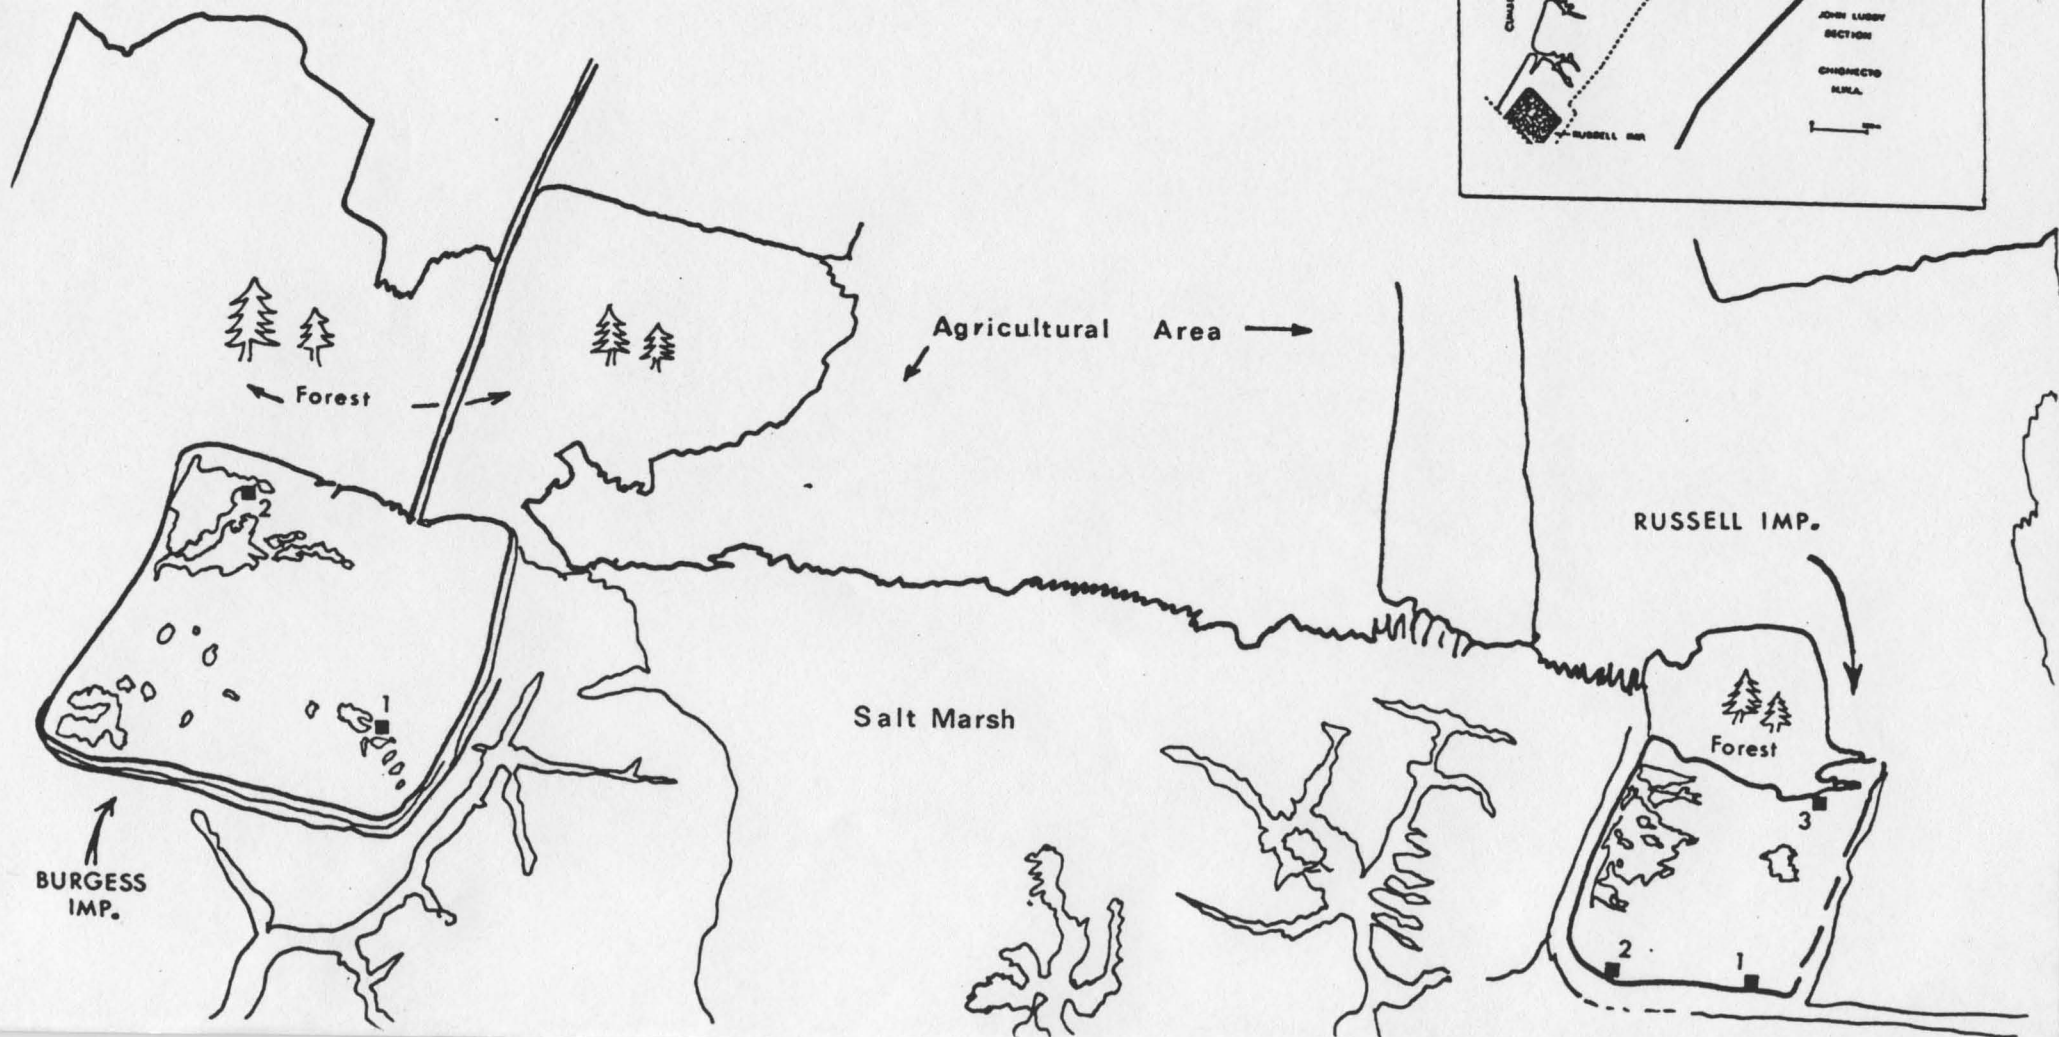 JOHN LUSBY
SECTION
CHIGNECTO
N.W.A.
RUSSELL IMP.
Agricultural Area
Forest
RUSSELL IMP.
2
1
Salt Marsh
Forest
3
BURGESS
IMP.
2
1